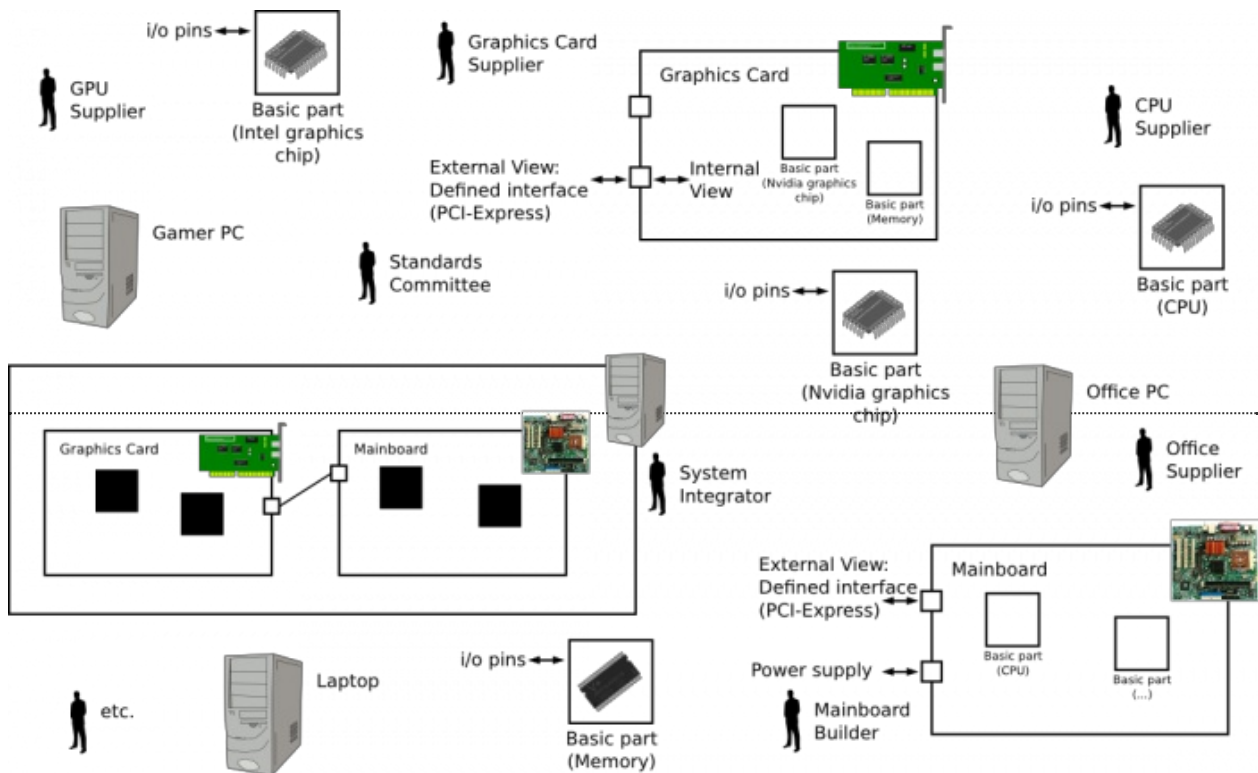 i/o pins
Basic part
(Intel graphics
chip)
GPU
Supplier
Graphics Card
Supplier
Graphics Card
Basic part
(Nvidia graphics
chip)
Basic part
(Memory)
External View:
Defined interface
(PCI-Express)
Internal
View
CPU
Supplier
i/o pins
Basic part
(CPU)
Gamer PC
Standards
Committee
i/o pins
Basic part
(Nvidia graphics
chip)
Office PC
Graphics Card
Mainboard
System
Integrator
Office
Supplier
External View:
Defined interface
(PCI-Express)
Power supply
Mainboard
Basic part
(CPU)
Basic part
(...)
Mainboard
Builder
etc.
Laptop
i/o pins
Basic part
(Memory)